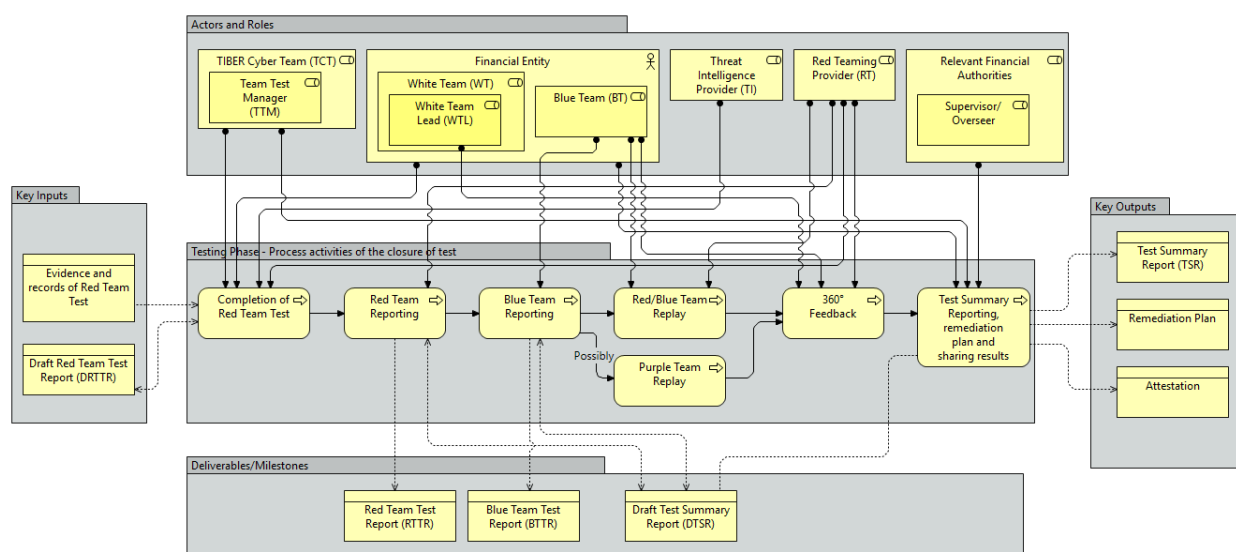 Actors and Roles
TIBER Cyber Team (TCT)
Team Test
Manager
(TTM)
Financial Entity
White Team (WT)
White Team
Lead (WTL)
Blue Team (BT)
Threat
Intelligence
Provider (TI)
Red Teaming
Provider (RT)
Relevant Financial
Authorities
Supervisor/
Overseer
Key Inputs
Evidence and
records of Red Team
Test
Draft Red Team Test
Report (DRTTR)
Testing Phase - Process activities of the closure of test
Completion of
Red Team Test
Red Team
Reporting
Blue Team
Reporting
Red/Blue Team
Replay
360°
Feedback
Test Summary
Reporting,
remediation
plan and
sharing results
Possibly
Purple Team
Replay
Key Outputs
Test Summary
Report (TSR)
Remediation Plan
Attestation
Deliverables/Milestones
Red Team Test
Report (RTTR)
Blue Team Test
Report (BTTR)
Draft Test Summary
Report (DTSR)